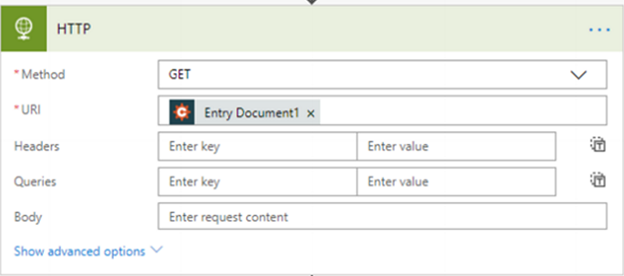 HTTP
* Method GET
* URI Entry Document1 ×
Headers Enter key Enter value
Queries Enter key Enter value
Body Enter request content
Show advanced options